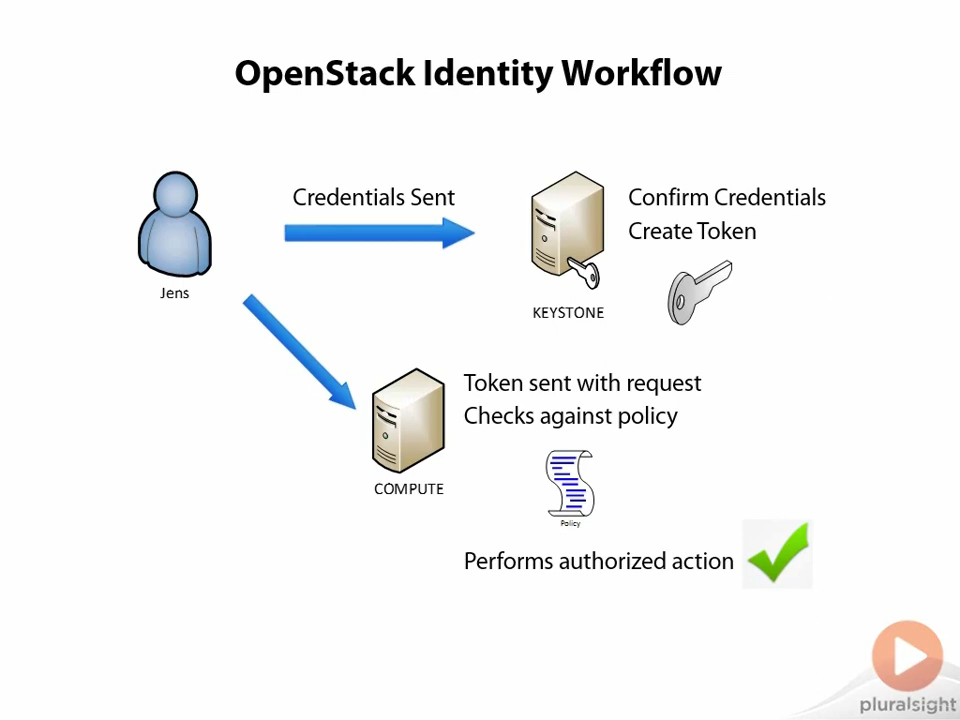 OpenStack Identity Workflow
Credentials Sent
Confirm Credentials
Create Token
Jens
KEYSTONE
Token sent with request
Checks against policy
COMPUTE
Policy
Performs authorized action
pluralsight